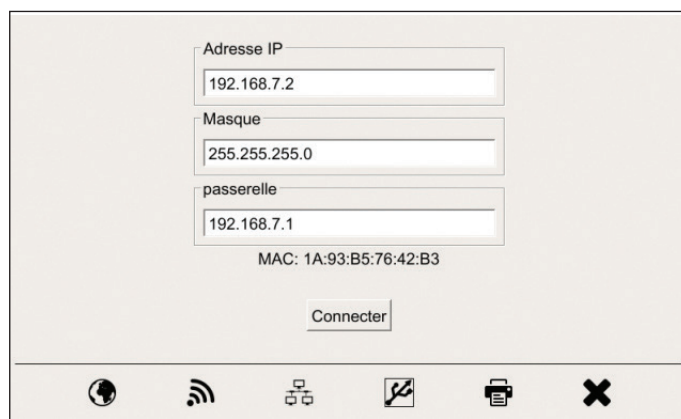 Adresse IP
192.168.7.2
Masque
255.255.255.0
passerelle
192.168.7.1
MAC: 1A:93:B5:76:42:B3
Connecter